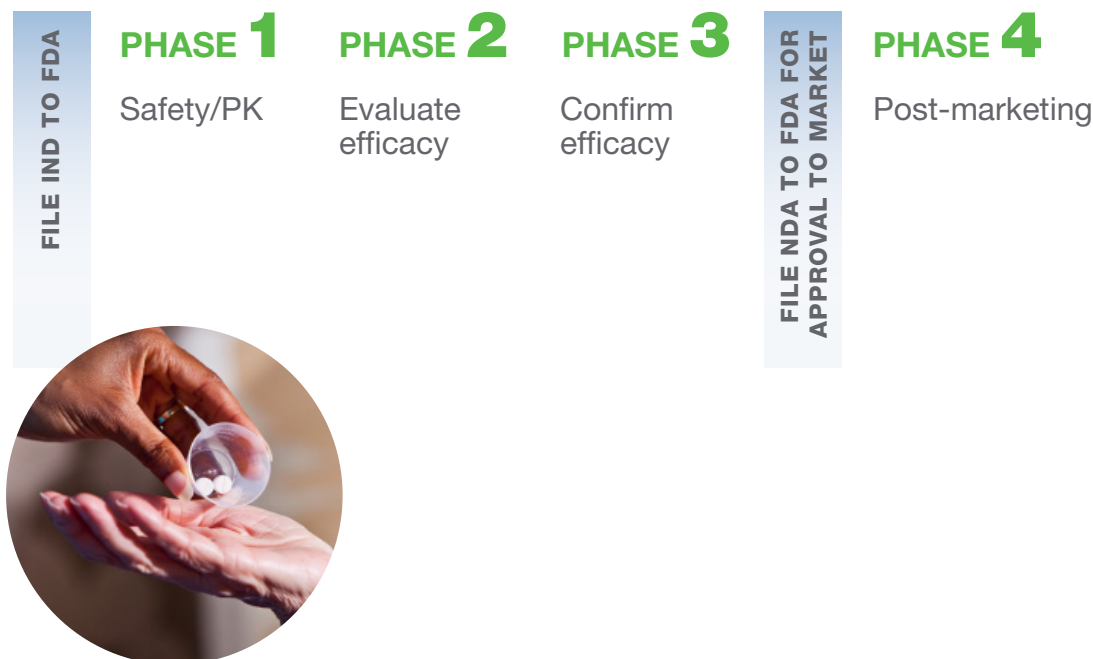 FILE IND TO FDA
PHASE 1
Safety/PK
PHASE 2
Evaluate
efficacy
PHASE 3
Confirm
efficacy
FILE NDA TO FDA FOR
APPROVAL TO MARKET
PHASE 4
Post-marketing